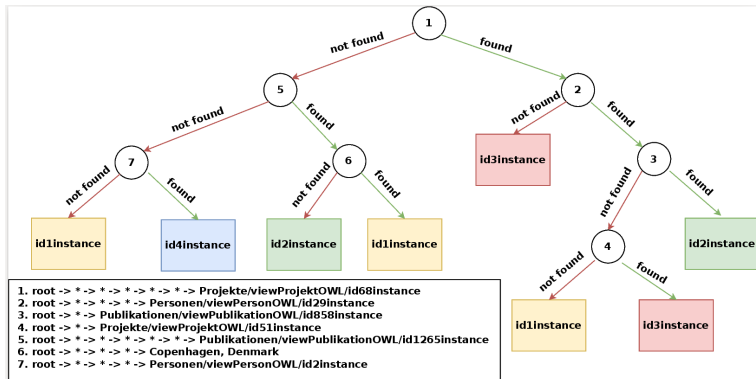 1
not found
found
5
2
not found
found
not found
found
7
6
3
not found
found
not found
found
id3instance
not found
found
id1instance
id4instance
id2instance
id1instance
4
id2instance
not found
found
id1instance
id3instance
1. root -> * -> * -> * -> * -> * -> Projekte/viewProjektOWL/id68instance
2. root -> * -> * -> * -> Personen/viewPersonOWL/id29instance
3. root -> * -> Publikationen/viewPublikationOWL/id858instance
4. root -> * -> Projekte/viewProjektOWL/id51instance
5. root -> * -> * -> * -> * -> * -> Publikationen/viewPublikationOWL/id1265instance
6. root -> * -> * -> * -> Copenhagen, Denmark
7. root -> * -> * -> * -> Personen/viewPersonOWL/id2instance